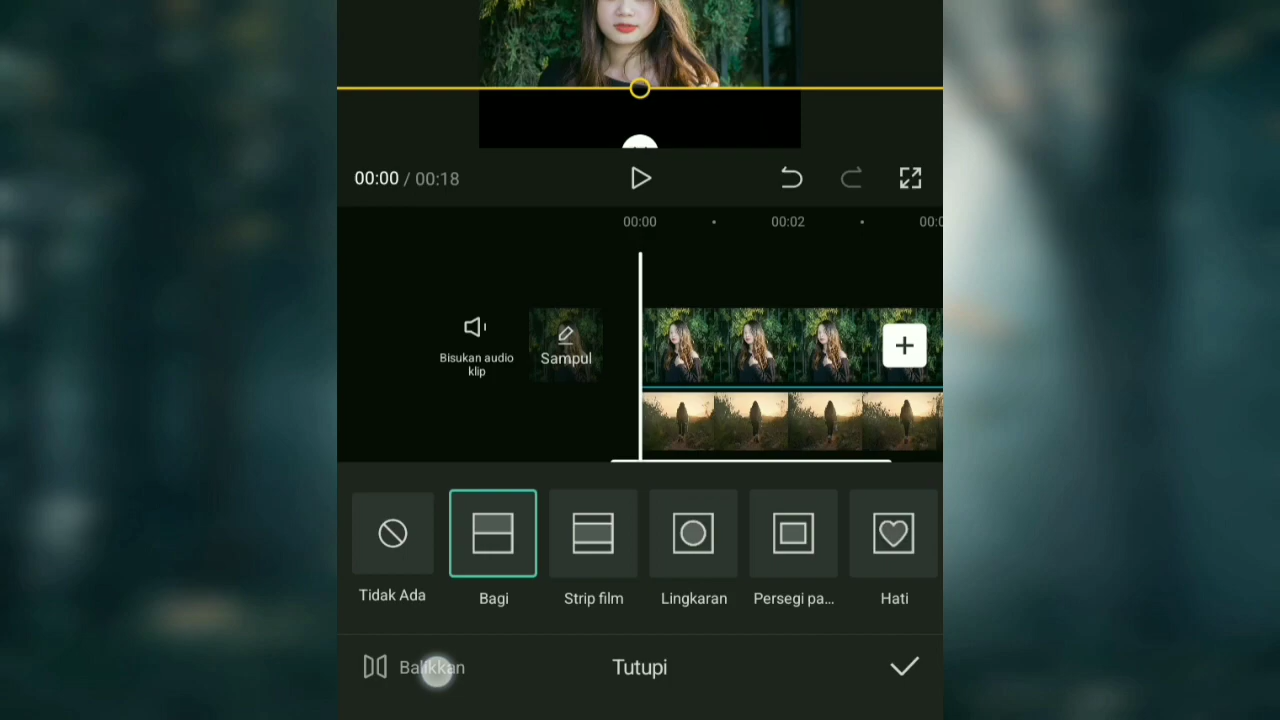 00:00 / 00:18
00:00
00:02
Bisukan audio
klip
Sampul
Tidak Ada
Bagi
Strip film
Lingkaran
Persegi pa...
Hati
Balikkan
Tutupi